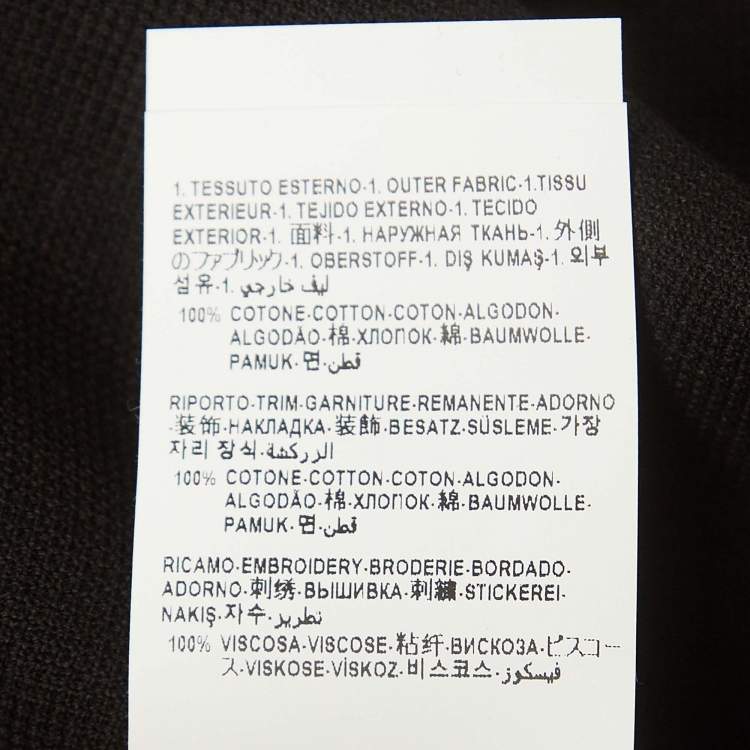 1. TESSUTO ESTERNO-1. OUTER FABRIC-1.TISSU
EXTERIEUR-1. TEJIDO EXTERNO-1. TECIDO
EXTERIOR-1. 面料-1. НАРУЖНАЯ ТКАНЬ-1. 外側
のファブリック-1. OBERSTOFF-1. DIŞ KUMAŞ-1. 외부
섬유-1. ليف خارجي
100% COTONE-COTTON-COTON-ALGODON-
ALGODÃO-棉-ХЛОПОК-綿-BAUMWOLLE-
PAMUK-면-قطن
RIPORTO-TRIM-GARNITURE-REMANENTE-ADORNO
-装饰-НАКЛАДКА-装飾-BESATZ-SÜSLEME-가장
자리 장식-الزركشة
100% COTONE-COTTON-COTON-ALGODON-
ALGODÃO-棉-ХЛОПОК-綿-BAUMWOLLE-
PAMUK-면-قطن
RICAMO-EMBROIDERY-BRODERIE-BORDADO-
ADORNO-刺绣-ВЫШИВКА-刺繍-STICKEREI-
NAKIŞ-자수-تطريز
100% VISCOSA-VISCOSE-粘纤-ВИСКОЗА-ビスコー
ス-VISKOSE-VİSKOZ-비스코스-فيسكوز